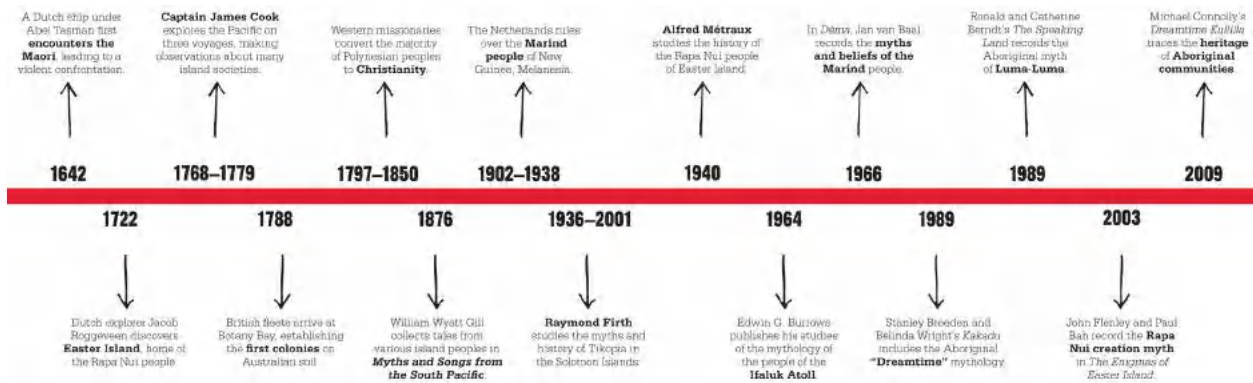 A Dutch ship under
Abel Tasman first
encounters the
Maori, leading to a
violent confrontation.
1642
Captain James Cook
explores the Pacific on
three voyages, making
observations about many
island societies.
1768–1779
Western missionaries
convert the majority
of Polynesian peoples
to Christianity.
1797–1850
The Netherlands rules
over the Marind
people of New
Guinea, Melanesia.
1902–1938
Alfred Métraux
studies the history of
the Rapa Nui people
of Easter Island.
1940
In Dema, Jan van Baal
records the myths
and beliefs of the
Marind people.
1966
Ronald and Catherine
Berndt's The Speaking
Land records the
Aboriginal myth
of Luma-Luma.
1989
Michael Connolly's
Dreamtime Kullilla
traces the heritage
of Aboriginal
communities.
2009
1722
Dutch explorer Jacob
Roggeveen discovers
Easter Island, home of
the Rapa Nui people.
1788
British fleets arrive at
Botany Bay, establishing
the first colonies on
Australian soil.
1876
William Wyatt Gill
collects tales from
various island peoples in
Myths and Songs from
the South Pacific.
1936–2001
Raymond Firth
studies the myths and
history of Tikopia in
the Solomon Islands.
1964
Edwin G. Burrows
publishes his studies
of the mythology of
the people of the
Ifaluk Atoll.
1989
Stanley Breeden and
Belinda Wright's Kakadu
includes the Aboriginal
“Dreamtime” mythology.
2003
John Flenley and Paul
Bah record the Rapa
Nui creation myth
in The Enigmas of
Easter Island.